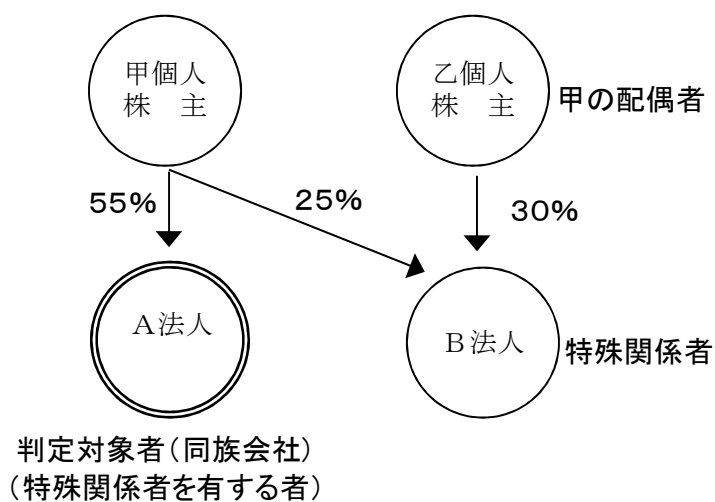 甲個人
株　主
乙個人
株　主
甲の配偶者
55%
25%
30%
A法人
B法人
特殊関係者
判定対象者(同族会社)
(特殊関係者を有する者)